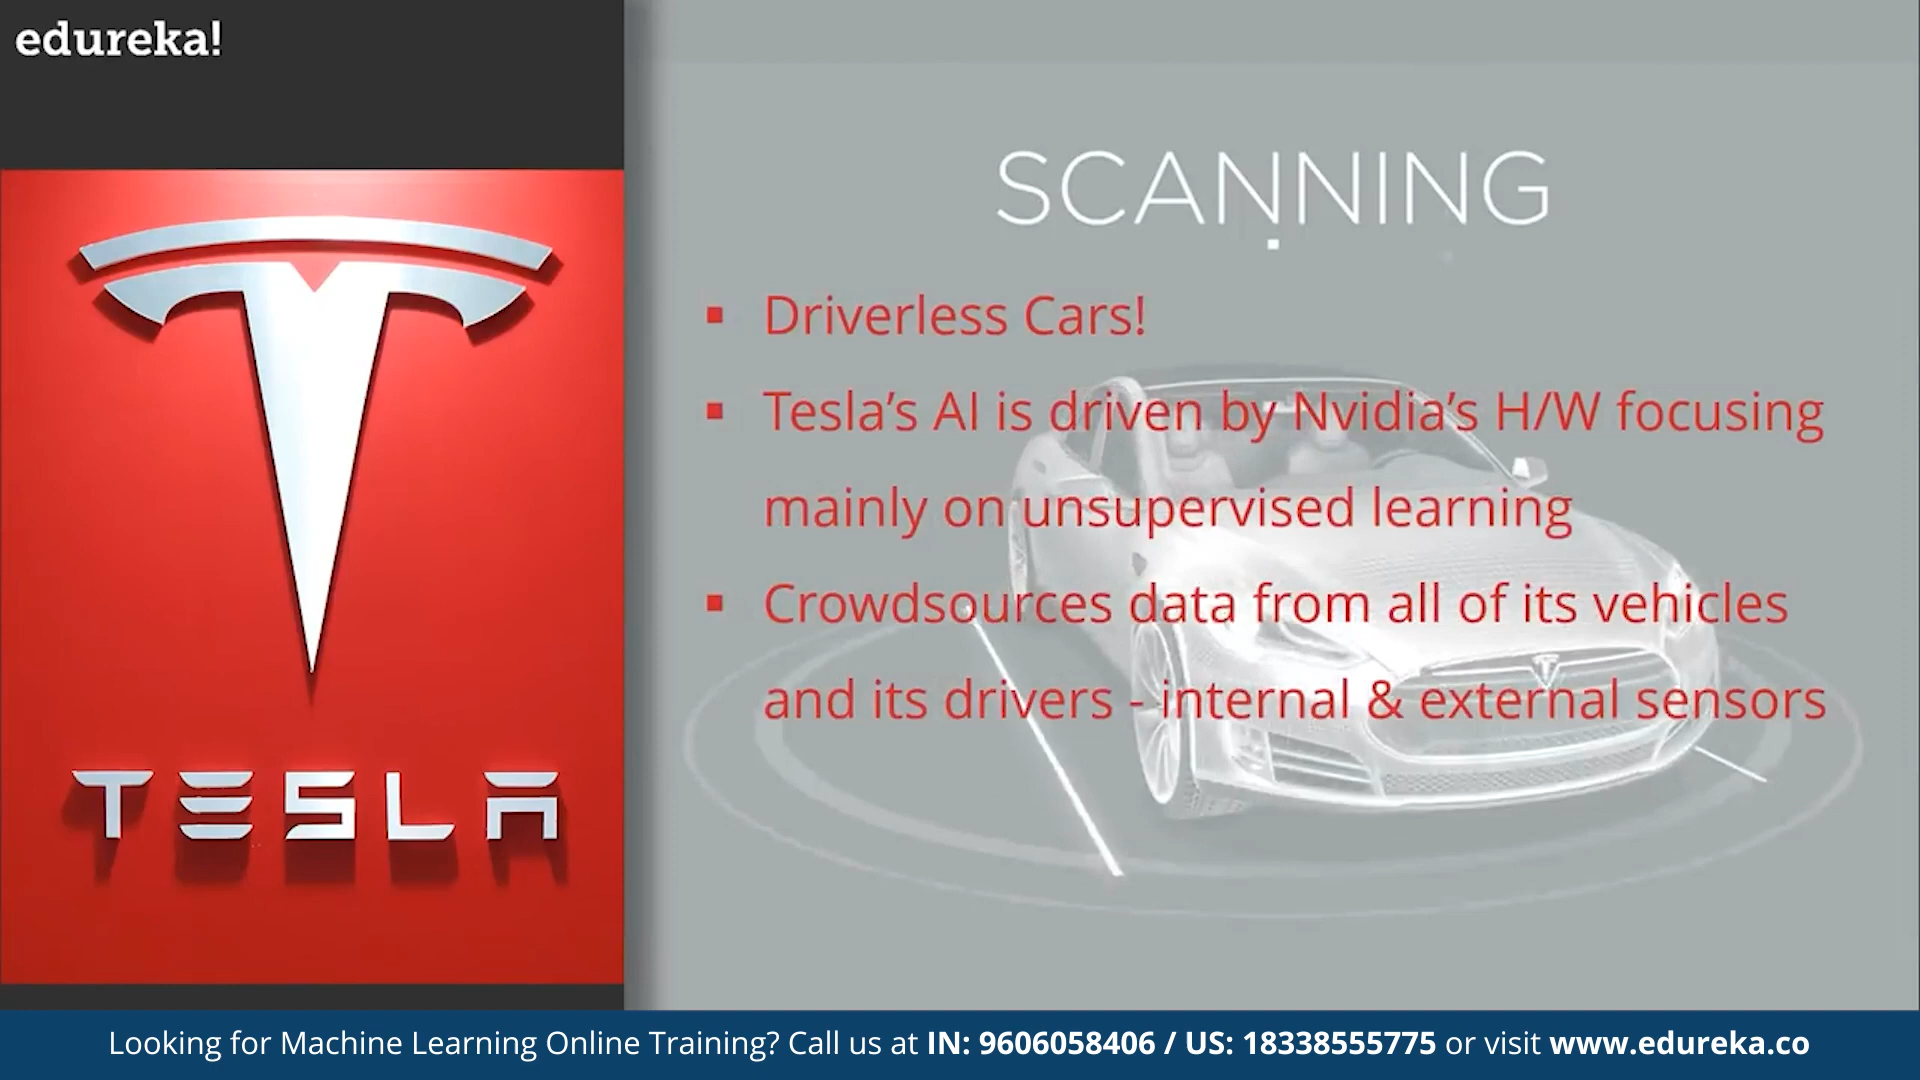 edureka!
TESLA
SCANNING
▪ Driverless Cars!
▪ Tesla's AI is driven by Nvidia's H/W focusing
mainly on unsupervised learning
▪ Crowdsources data from all of its vehicles
and its drivers - internal & external sensors
Looking for Machine Learning Online Training? Call us at IN: 9606058406 / US: 18338555775 or visit www.edureka.co